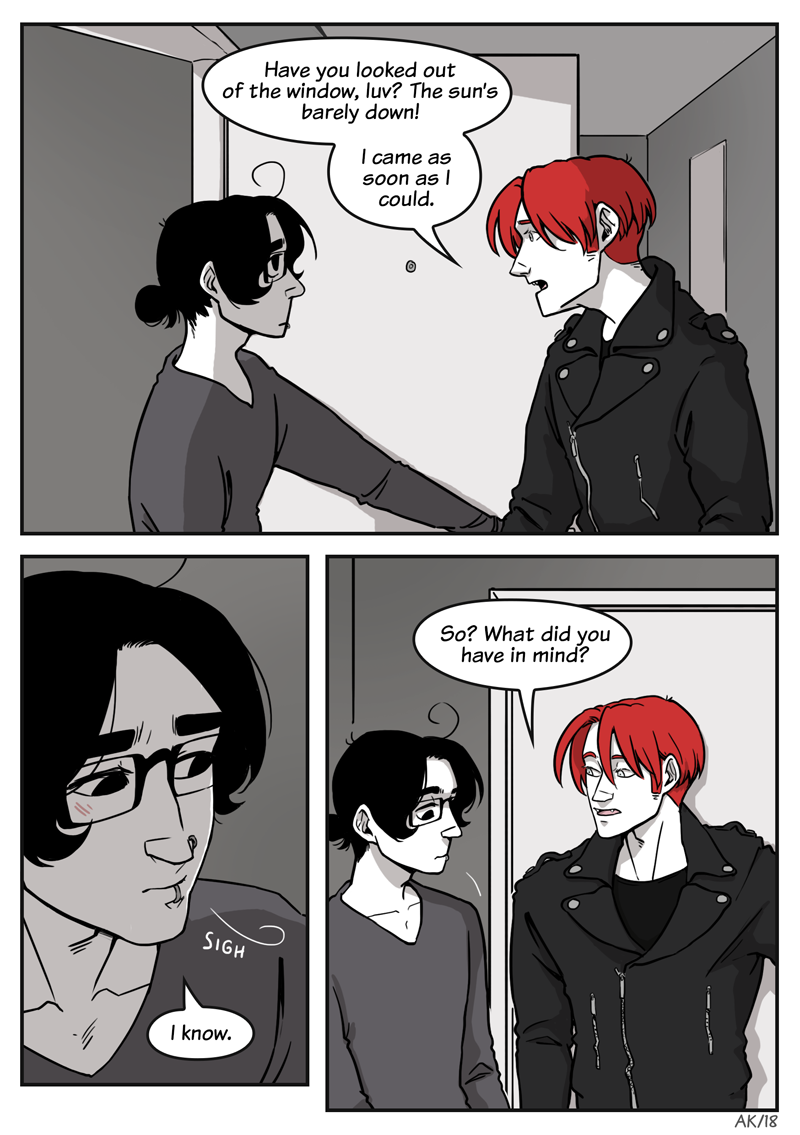 Have you looked out
of the window, luv? The sun's
barely down!
I came as
soon as I
could.
SIGH
I know.
So? What did you
have in mind?
AK/18